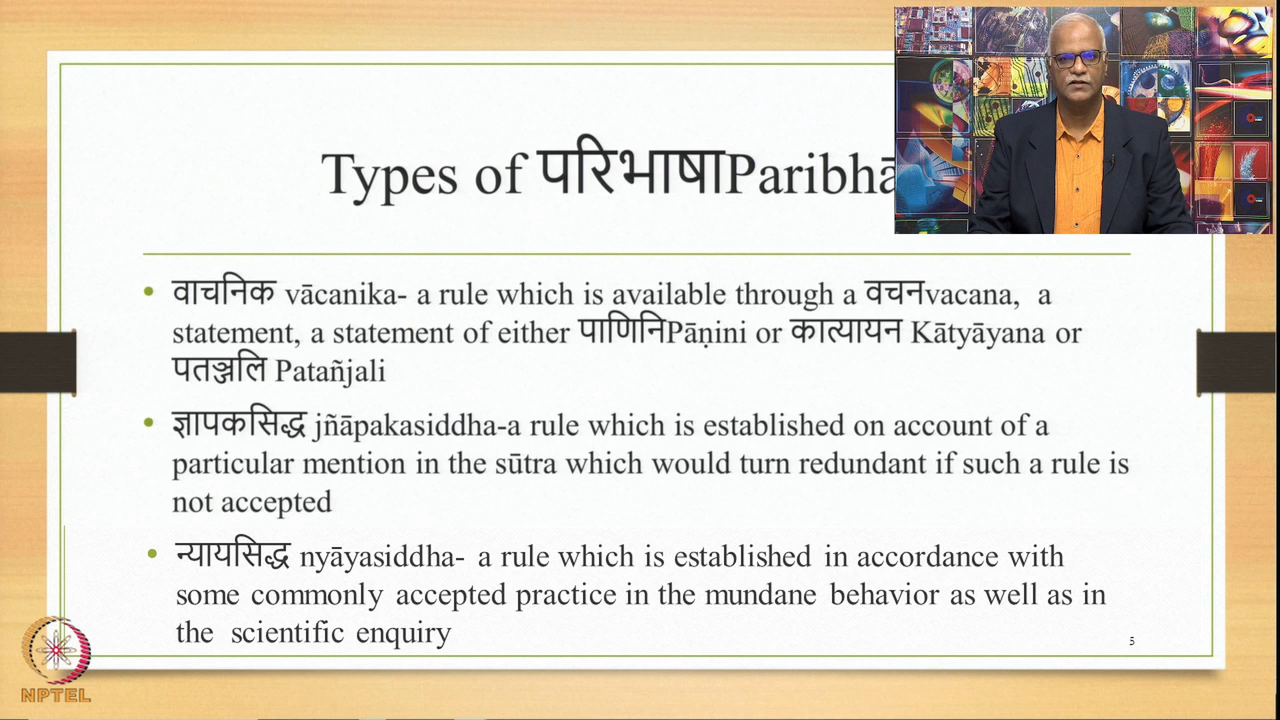 Types of परिभाषाParibhā
वाचनिक vācanika- a rule which is available through a वचनvacana, a
statement, a statement of either पाणिनिPāṇini or कात्यायन Kātyāyana or
पतञ्जलि Patañjali
ज्ञापकसिद्ध jñāpakasiddha-a rule which is established on account of a
particular mention in the sūtra which would turn redundant if such a rule is
not accepted
न्यायसिद्ध nyāyasiddha- a rule which is established in accordance with
some commonly accepted practice in the mundane behavior as well as in
the scientific enquiry
5
NPTEL